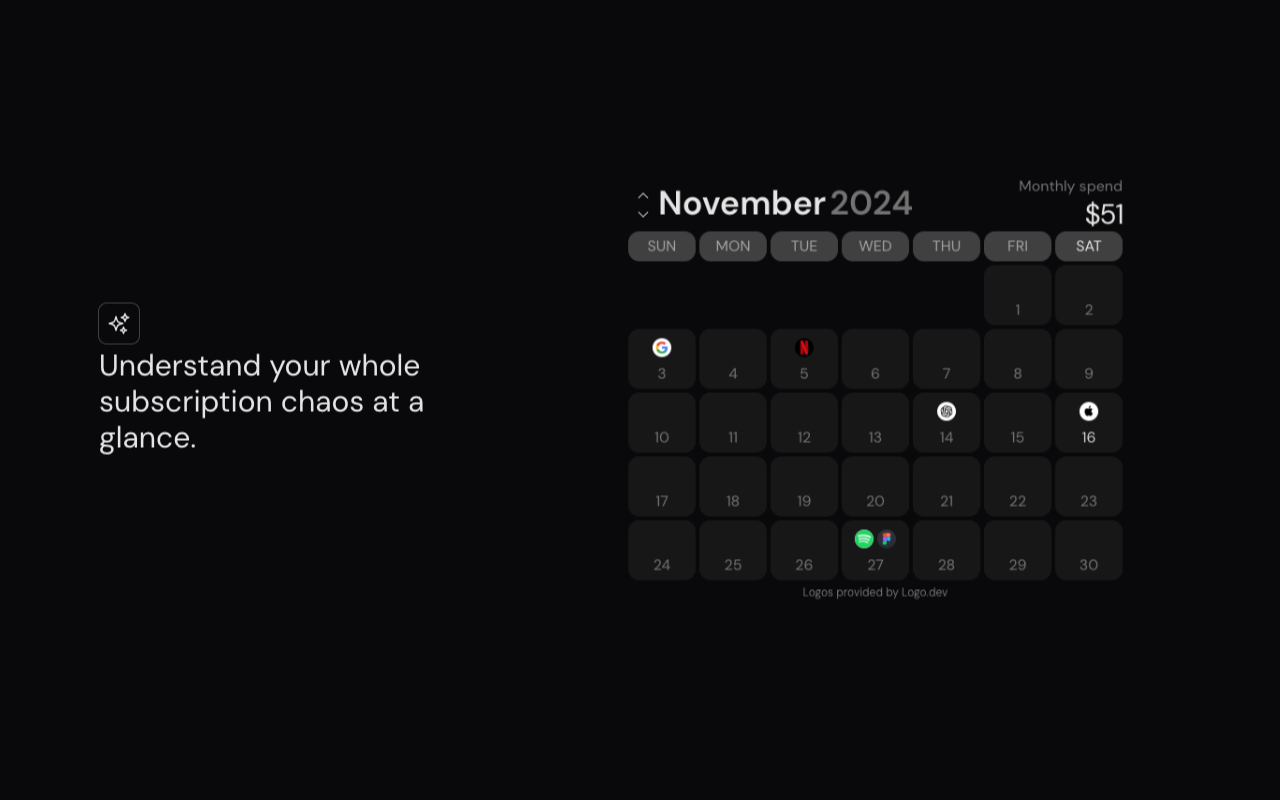 Understand your whole
subscription chaos at a
glance.
November 2024
Monthly spend
$51
SUN MON TUE WED THU FRI SAT
1 2
3 4 5 6 7 8 9
10 11 12 13 14 15 16
17 18 19 20 21 22 23
24 25 26 27 28 29 30
Logos provided by Logo.dev